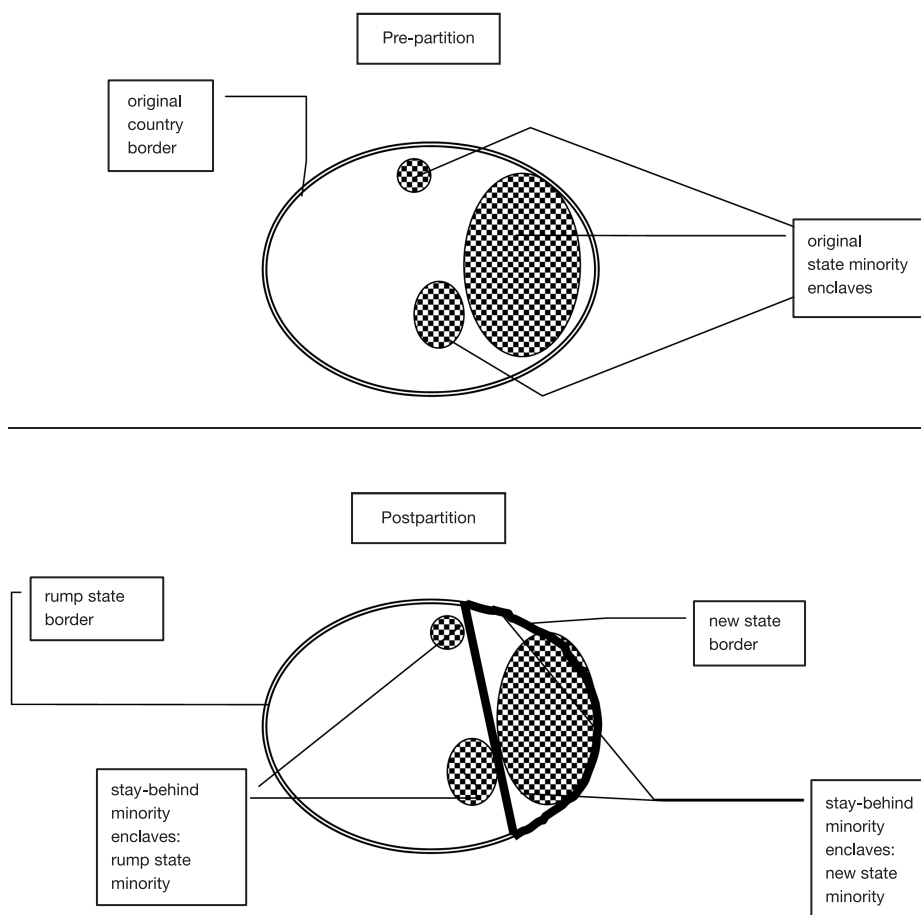 Pre-partition
original
country
border
original
state minority
enclaves
Postpartition
rump state
border
new state
border
stay-behind
minority
enclaves:
rump state
minority
stay-behind
minority
enclaves:
new state
minority